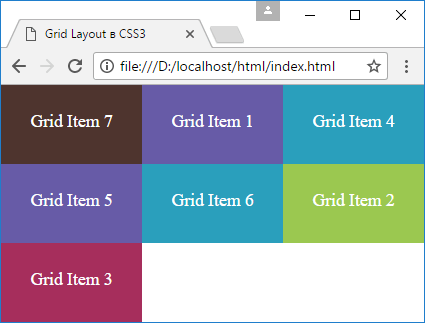 Grid Layout в CSS3
file:///D:/localhost/html/index.html
Grid Item 7 Grid Item 1 Grid Item 4
Grid Item 5 Grid Item 6 Grid Item 2
Grid Item 3